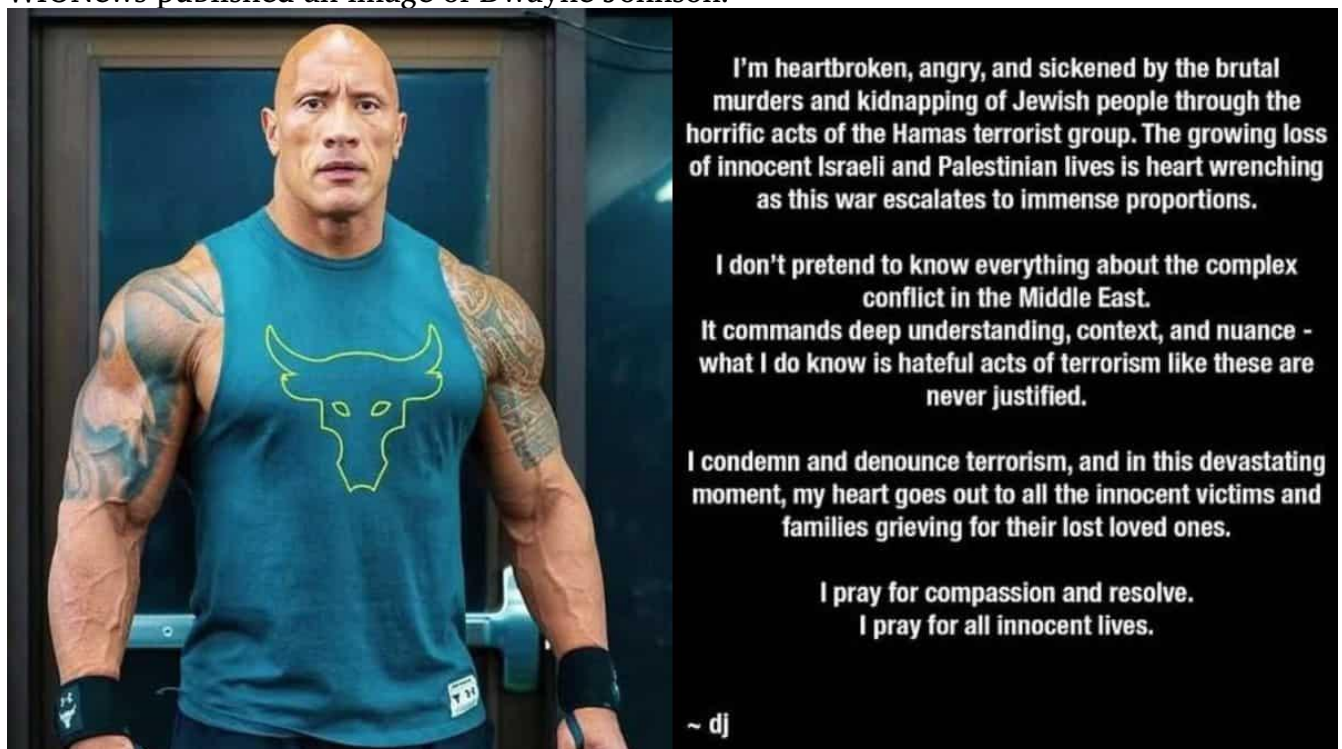 WIONews published an image of Dwayne Johnson.
I'm heartbroken, angry, and sickened by the brutal
murders and kidnapping of Jewish people through the
horrific acts of the Hamas terrorist group. The growing loss
of innocent Israeli and Palestinian lives is heart wrenching
as this war escalates to immense proportions.
I don't pretend to know everything about the complex
conflict in the Middle East.
It commands deep understanding, context, and nuance -
what I do know is hateful acts of terrorism like these are
never justified.
I condemn and denounce terrorism, and in this devastating
moment, my heart goes out to all the innocent victims and
families grieving for their lost loved ones.
I pray for compassion and resolve.
I pray for all innocent lives.
~ dj